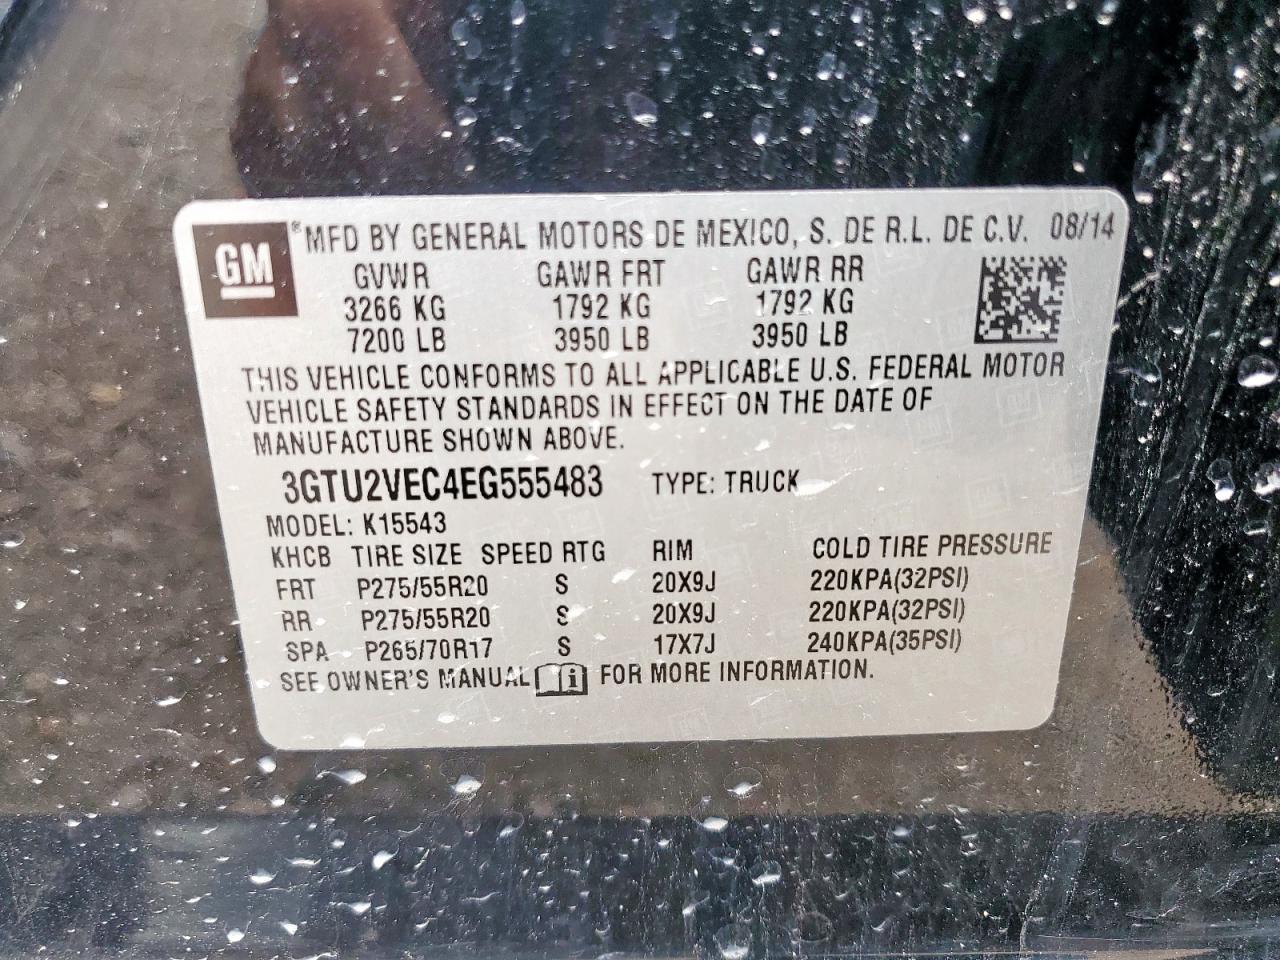 GM ® MFD BY GENERAL MOTORS DE MEXICO, S. DE R.L. DE C.V. 08/14
GVWR GAWR FRT GAWR RR
3266 KG 1792 KG 1792 KG
7200 LB 3950 LB 3950 LB
THIS VEHICLE CONFORMS TO ALL APPLICABLE U.S. FEDERAL MOTOR
VEHICLE SAFETY STANDARDS IN EFFECT ON THE DATE OF
MANUFACTURE SHOWN ABOVE.
3GTU2VEC4EG555483 TYPE: TRUCK
MODEL: K15543
KHCB TIRE SIZE SPEED RTG RIM COLD TIRE PRESSURE
FRT P275/55R20 S 20X9J 220KPA(32PSI)
RR P275/55R20 S 20X9J 220KPA(32PSI)
SPA P265/70R17 S 17X7J 240KPA(35PSI)
SEE OWNER'S MANUAL i FOR MORE INFORMATION.